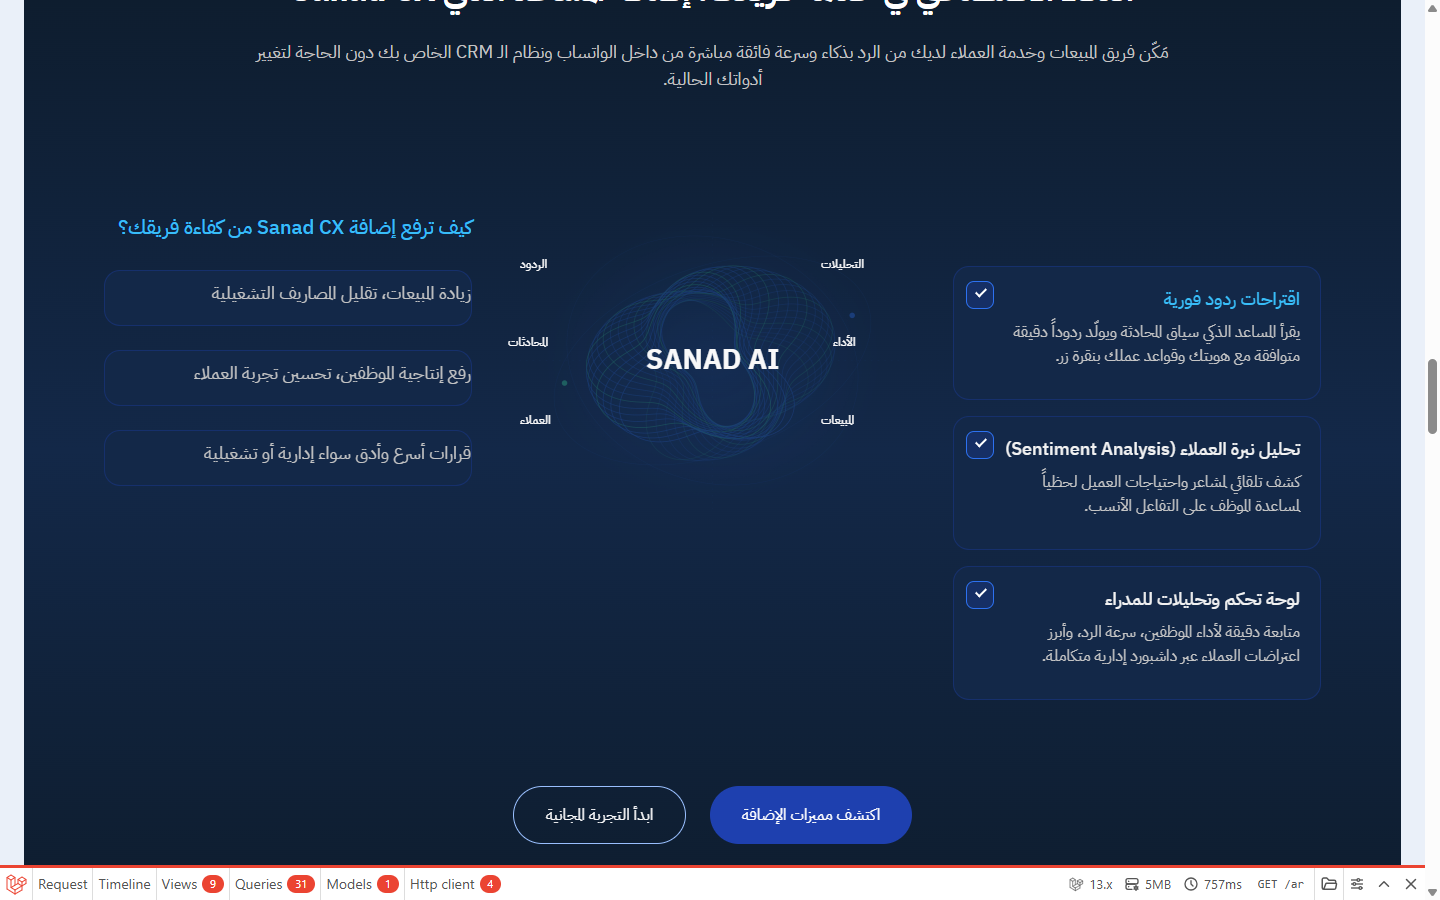 مَكّن فريق المبيعات وخدمة العملاء لديك من الرد بذكاء وسرعة فائقة مباشرة من داخل الواتساب ونظام الـ CRM الخاص بك دون الحاجة لتغيير
أدواتك الحالية.
اقتراحات ردود فورية
يقرأ المساعد الذكي سياق المحادثة ويولّد ردوداً دقيقة
متوافقة مع هويتك وقواعد عملك بنقرة زر.
تحليل نبرة العملاء (Sentiment Analysis)
كشف تلقائي لمشاعر واحتياجات العميل لحظياً
لمساعدة الموظف على التفاعل الأنسب.
لوحة تحكم وتحليلات للمدراء
متابعة دقيقة لأداء الموظفين، سرعة الرد، وأبرز
اعتراضات العملاء عبر داشبورد إدارية متكاملة.
التحليلات
الردود
الأداء
المحادثات
SANAD AI
المبيعات
العملاء
كيف ترفع إضافة Sanad CX من كفاءة فريقك؟
زيادة المبيعات، تقليل المصاريف التشغيلية
رفع إنتاجية الموظفين، تحسين تجربة العملاء
قرارات أسرع وأدق سواء إدارية أو تشغيلية
اكتشف مميزات الإضافة
ابدأ التجربة المجانية
Request Timeline Views 9 Queries 31 Models 1 Http client 4 13.x 5MB 757ms GET /ar